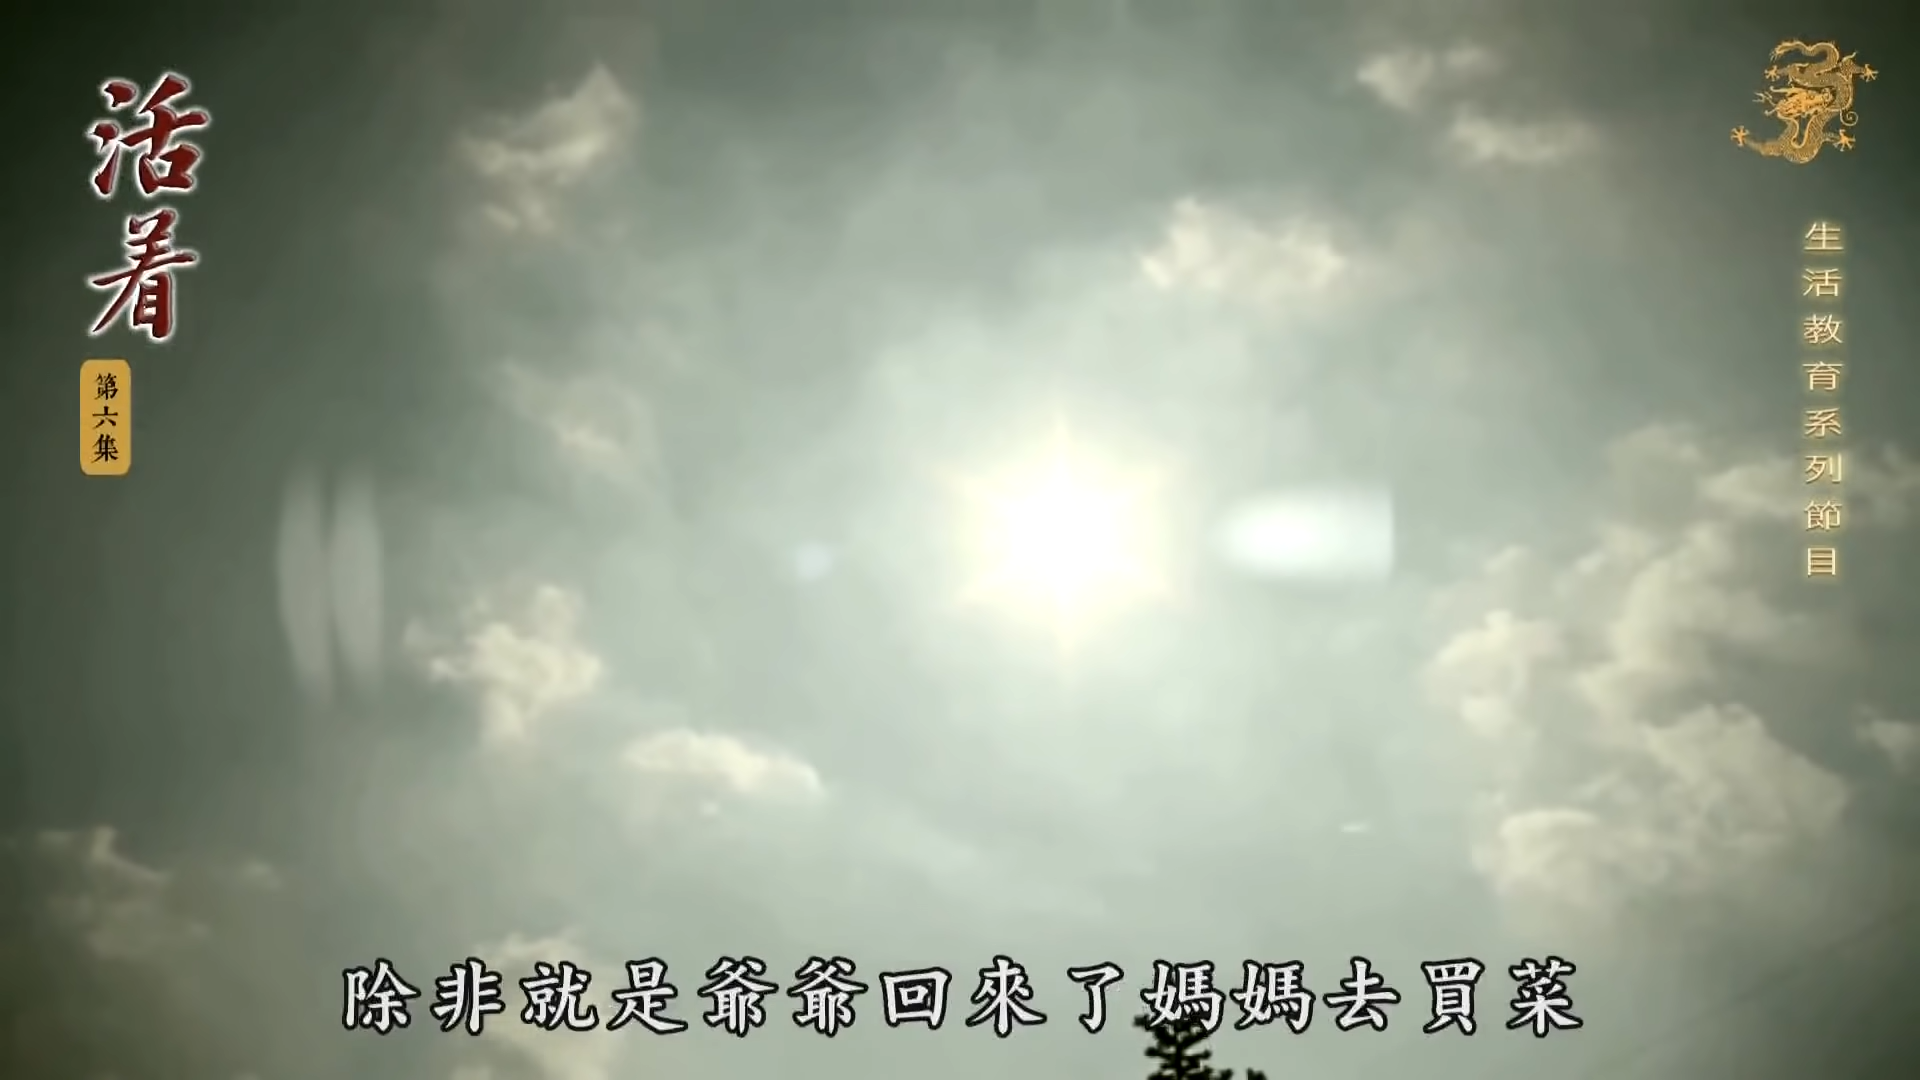 活着
第六集
生活教育系列節目
除非就是爺爺回來了媽媽去買菜